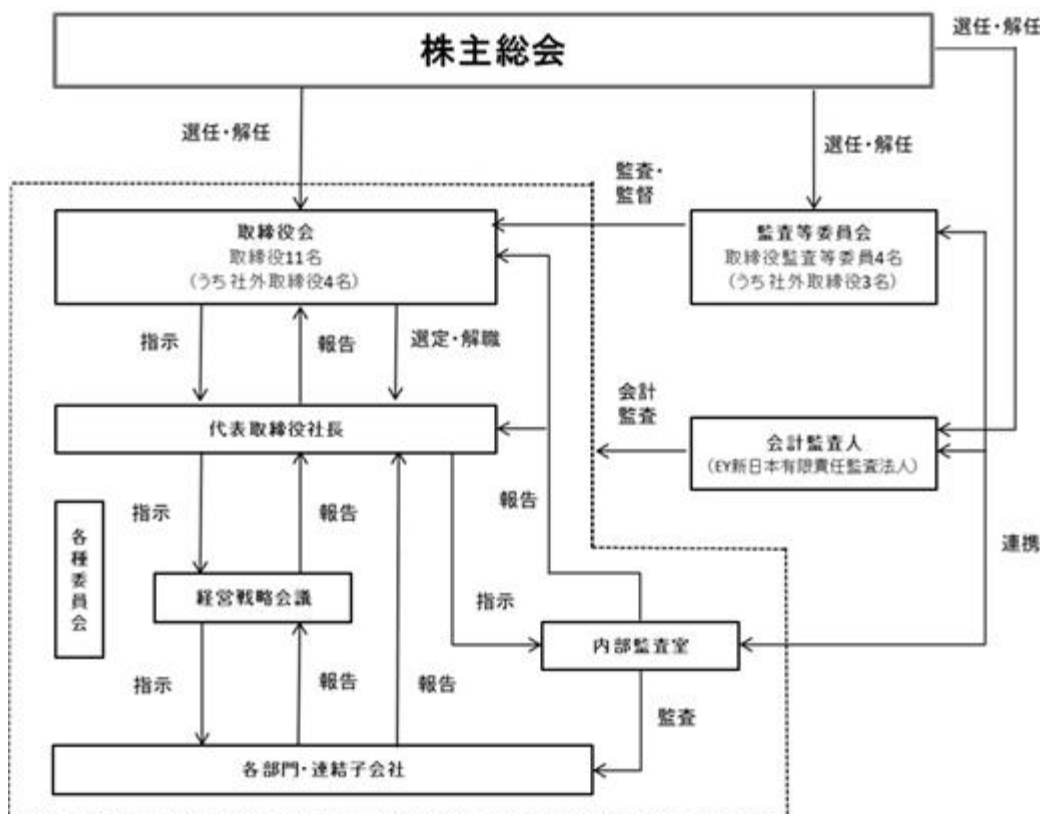 株主総会
選任・解任
選任・解任
選任・解任
監査・
監督
取締役会
取締役11名
(うち社外取締役4名)
監査等委員会
取締役監査等委員4名
(うち社外取締役3名)
指示
報告
選定・解職
会計
監査
代表取締役社長
会計監査人
(EY新日本有限責任監査法人)
指示
報告
報告
連携
各種委員会
経営戦略会議
指示
内部監査室
指示
報告
報告
監査
各部門・連結子会社